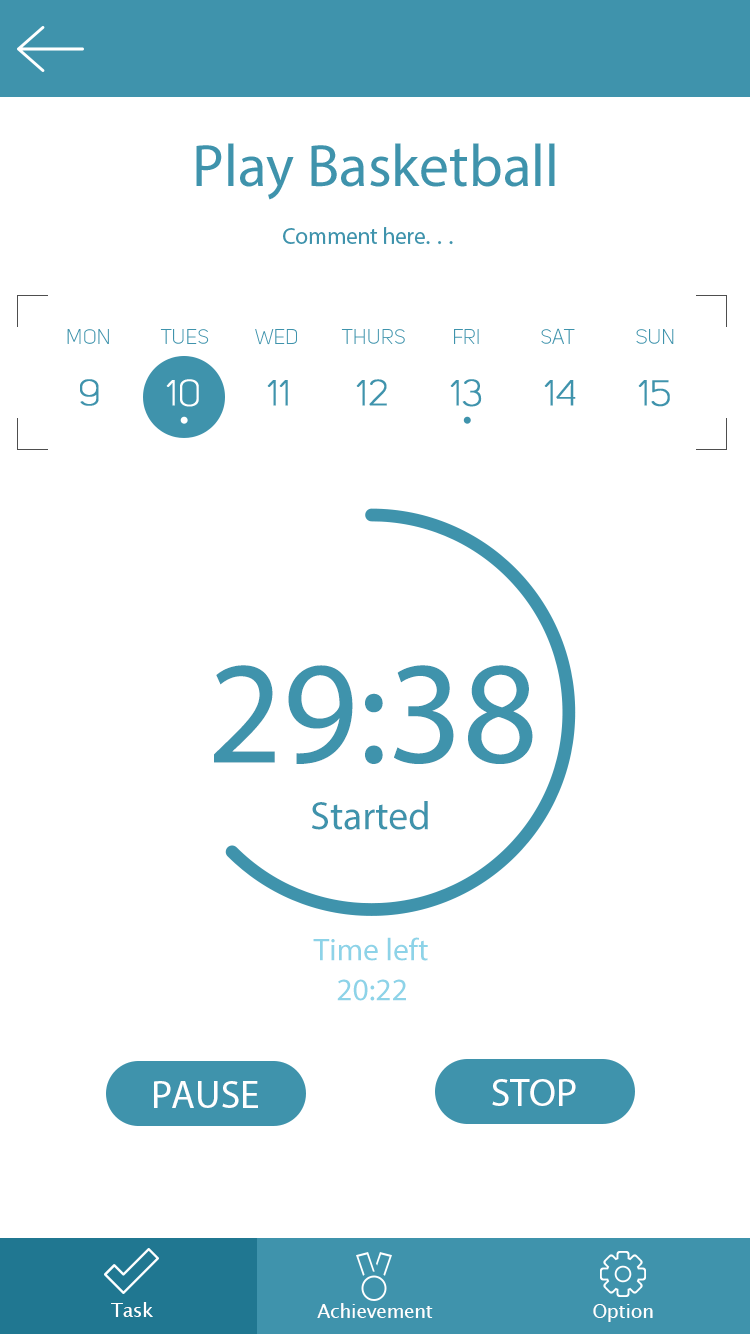 Play Basketball
Comment here. . .
MON TUES WED THURS FRI SAT SUN
9 10 11 12 13 14 15
29:38
Started
Time left
20:22
PAUSE STOP
Task Achievement Option